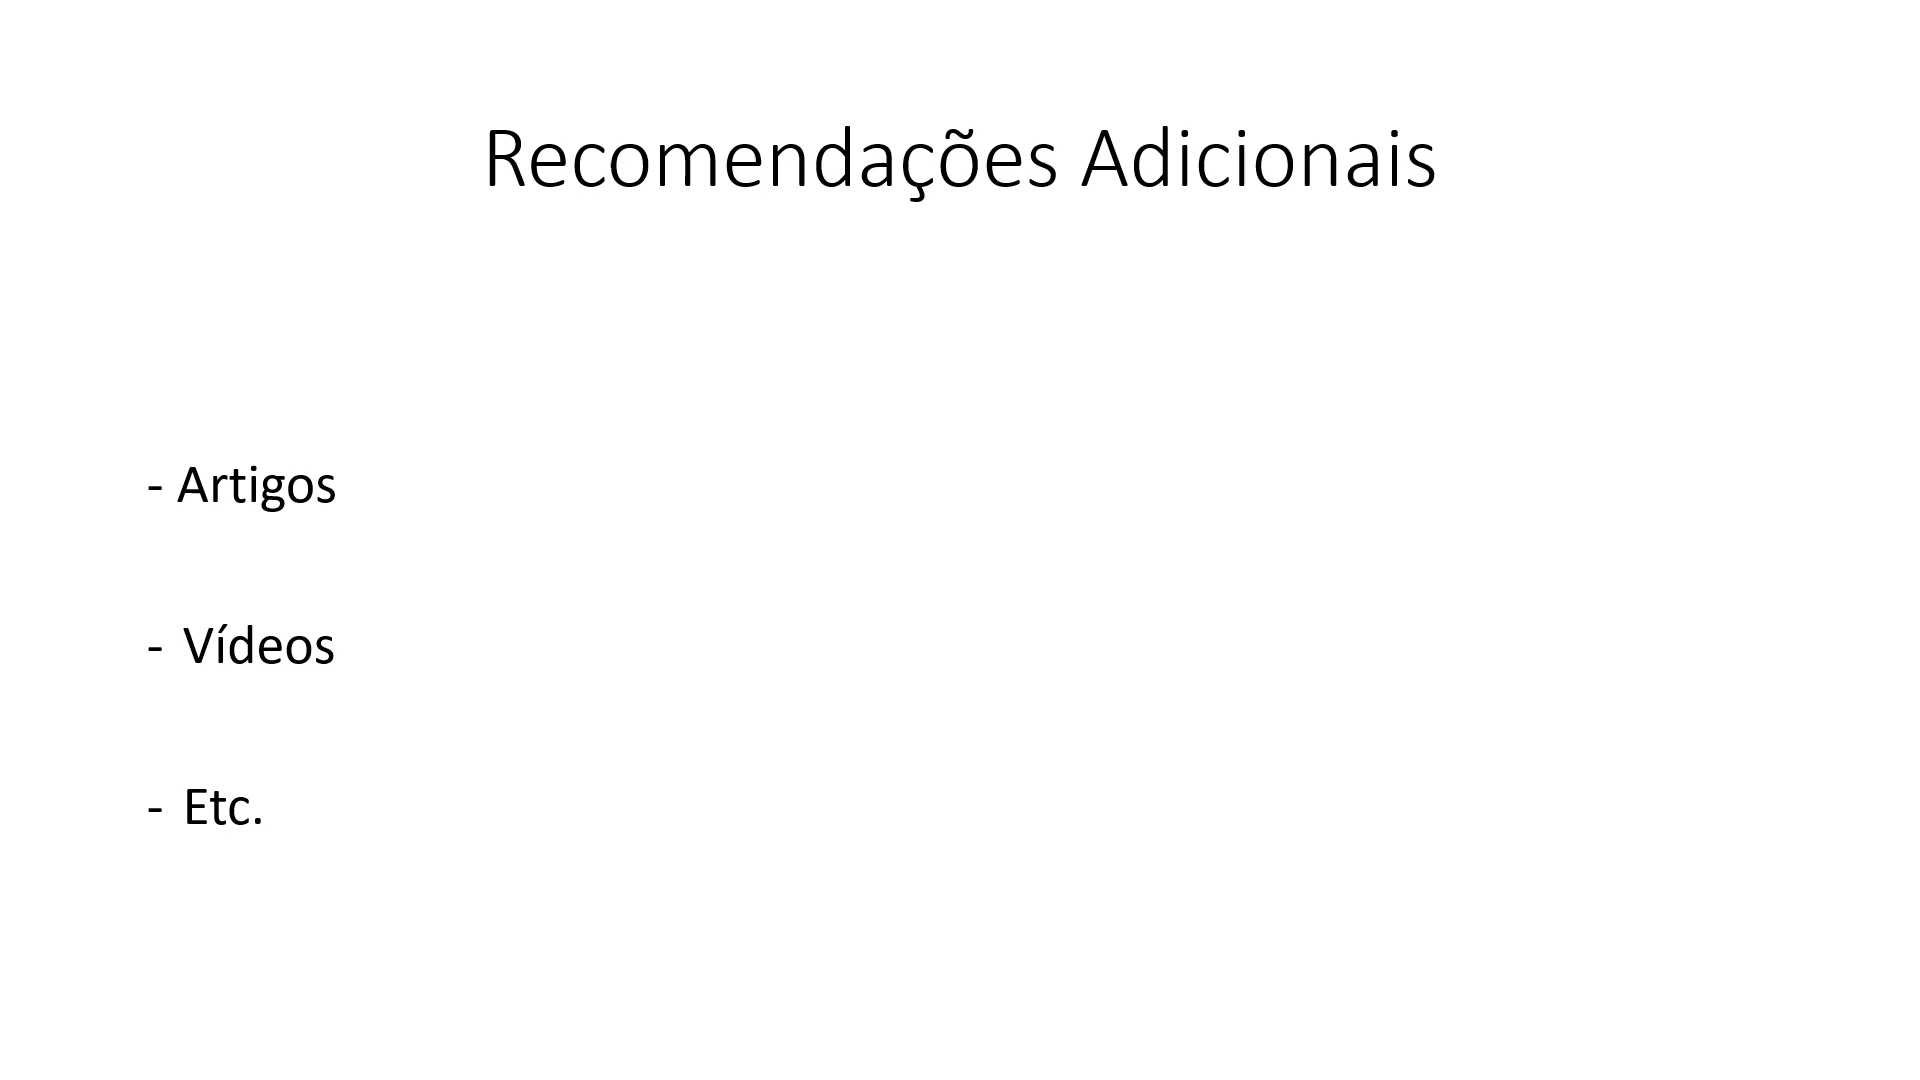 Recomendações Adicionais
- Artigos
- Vídeos
- Etc.